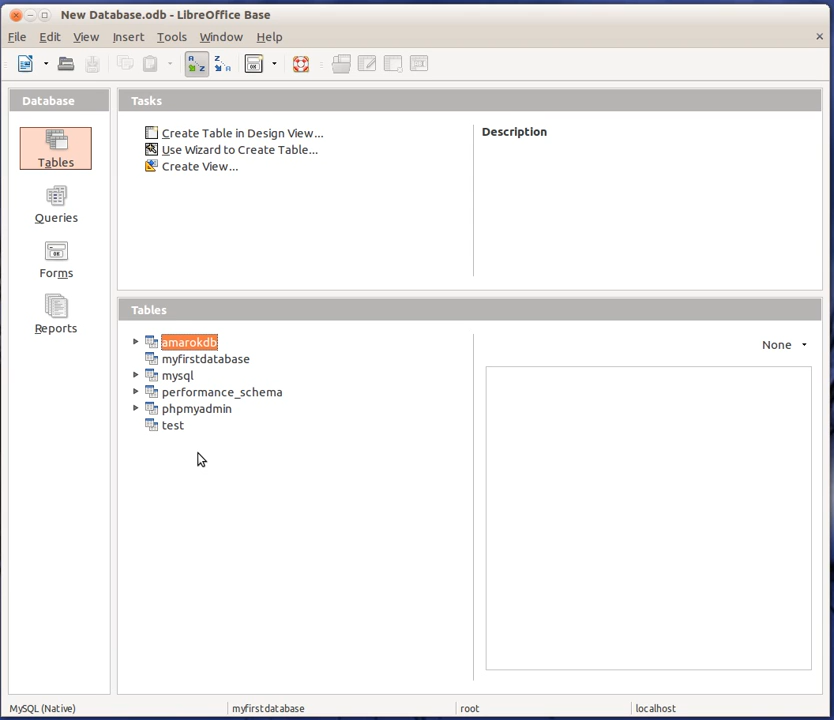 New Database.odb - LibreOffice Base
File Edit View Insert Tools Window Help
Database
Tables
Queries
Forms
Reports
Tasks
Create Table in Design View...
Use Wizard to Create Table...
Create View...
Description
Tables
amarokdb
myfirstdatabase
mysql
performance_schema
phpmyadmin
test
None
MySQL (Native) myfirstdatabase root localhost